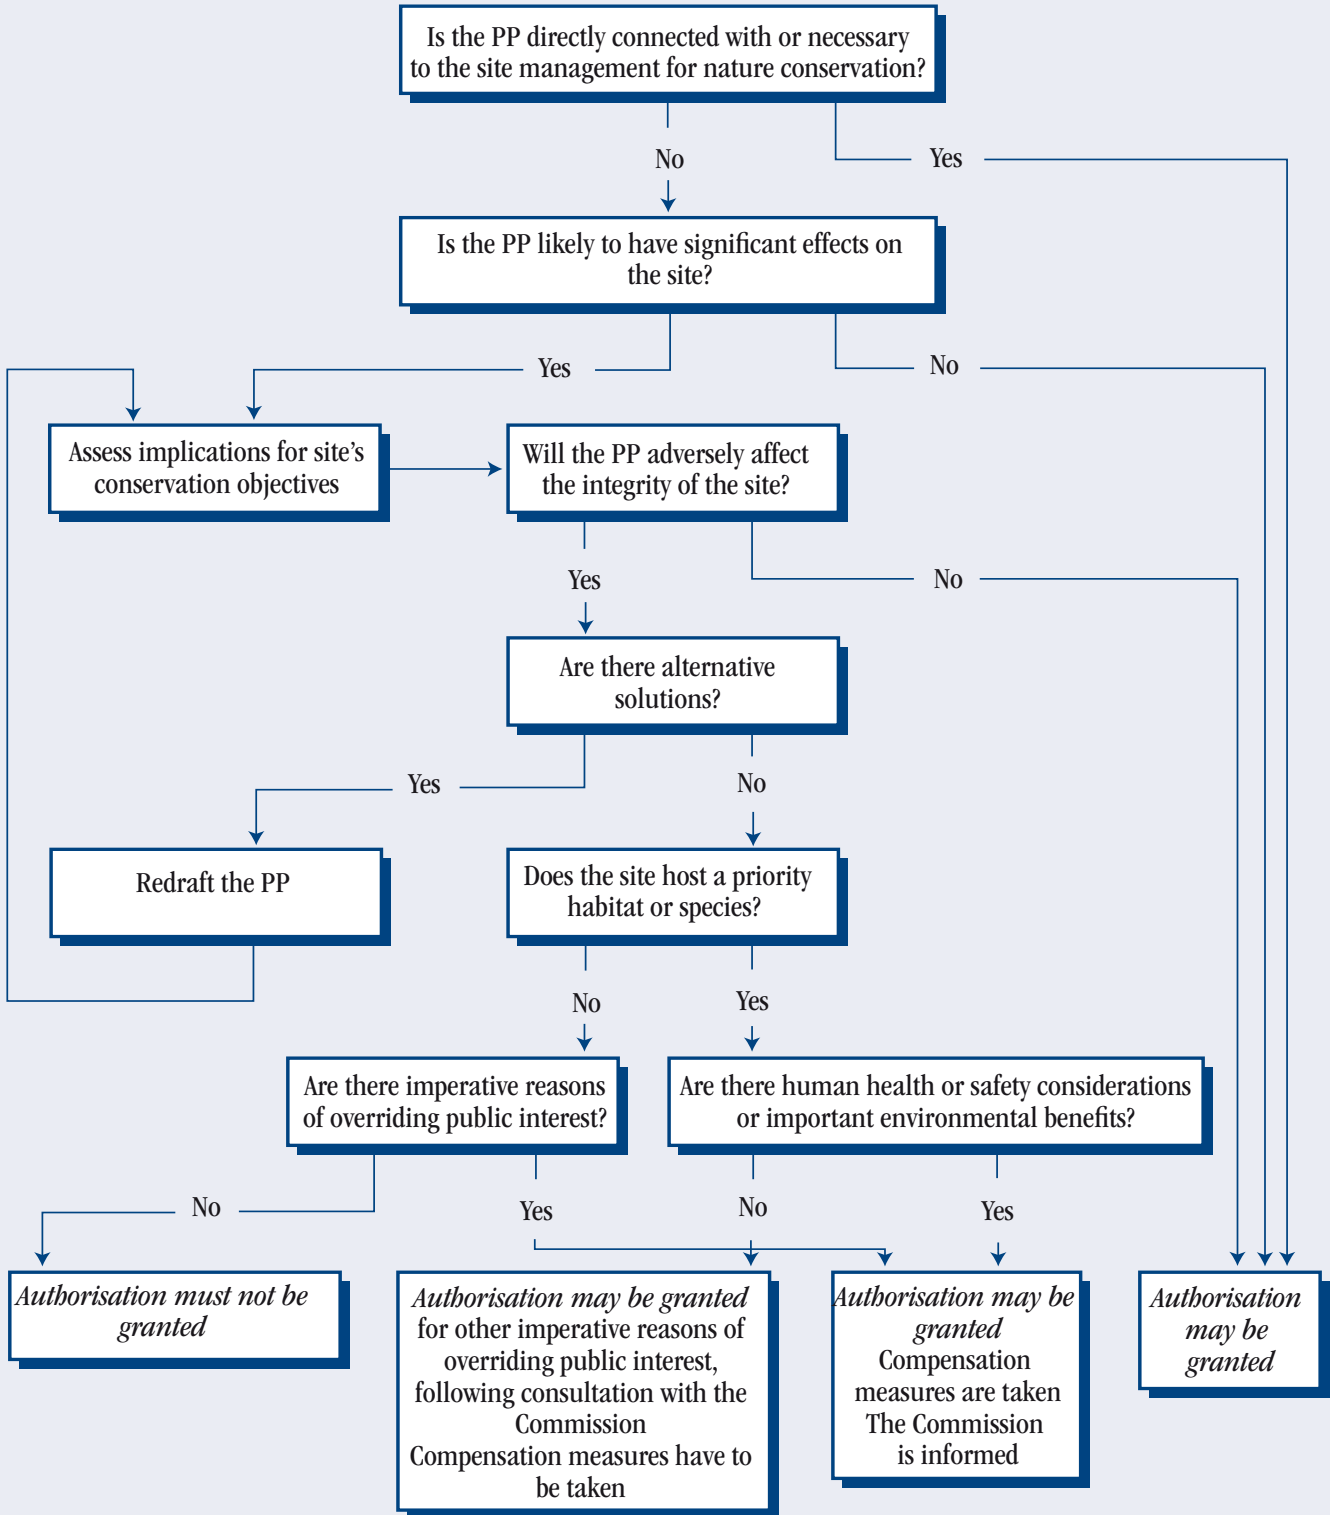 Is the PP directly connected with or necessary
to the site management for nature conservation?
No
Yes
Is the PP likely to have significant effects on
the site?
Yes
No
Assess implications for site’s
conservation objectives
Will the PP adversely affect
the integrity of the site?
Yes
No
Are there alternative
solutions?
Yes
No
Redraft the PP
Does the site host a priority
habitat or species?
No
Yes
Are there imperative reasons
of overriding public interest?
Are there human health or safety considerations
or important environmental benefits?
No
Yes
No
Yes
Authorisation must not be
granted
Authorisation may be granted
for other imperative reasons of
overriding public interest,
following consultation with the
Commission
Compensation measures have to
be taken
Authorisation may be
granted
Compensation
measures are taken
The Commission
is informed
Authorisation
may be
granted